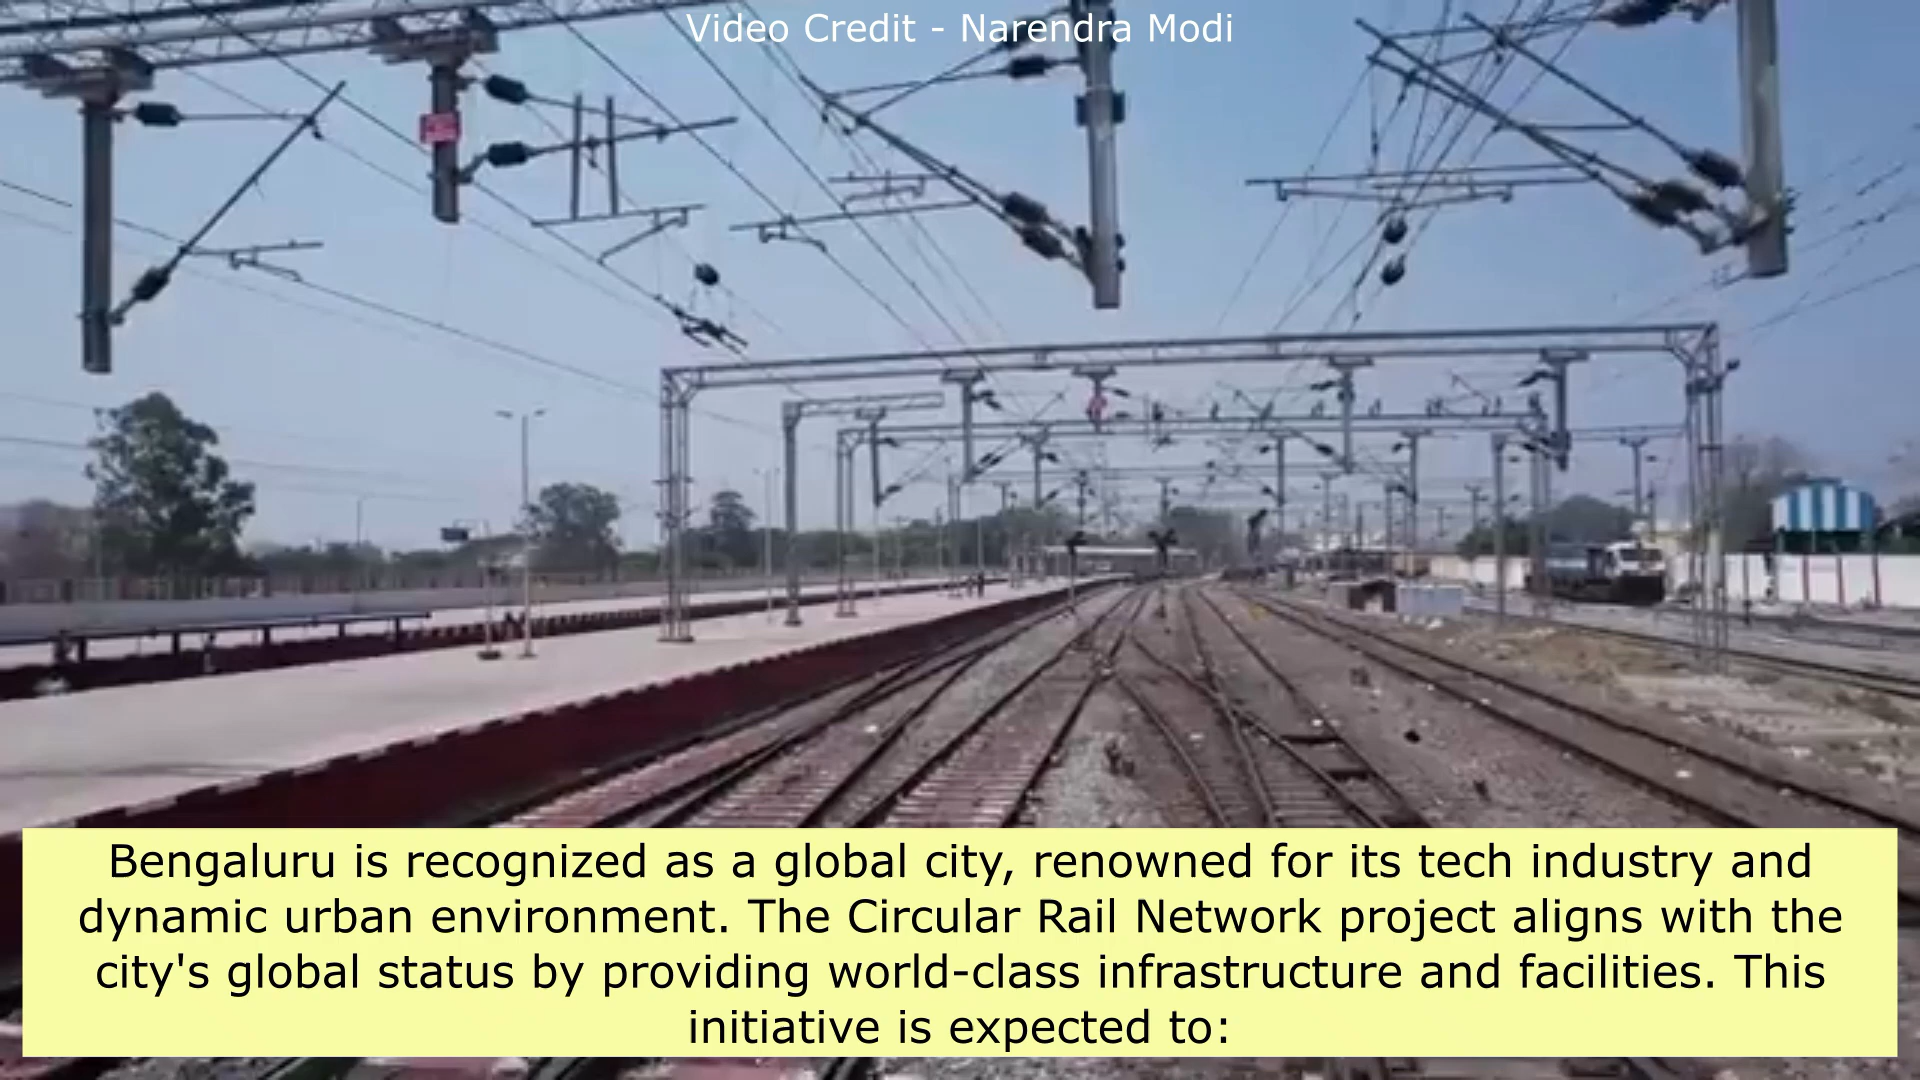 Video Credit - Narendra Modi
Bengaluru is recognized as a global city, renowned for its tech industry and
dynamic urban environment. The Circular Rail Network project aligns with the
city's global status by providing world-class infrastructure and facilities. This
initiative is expected to: